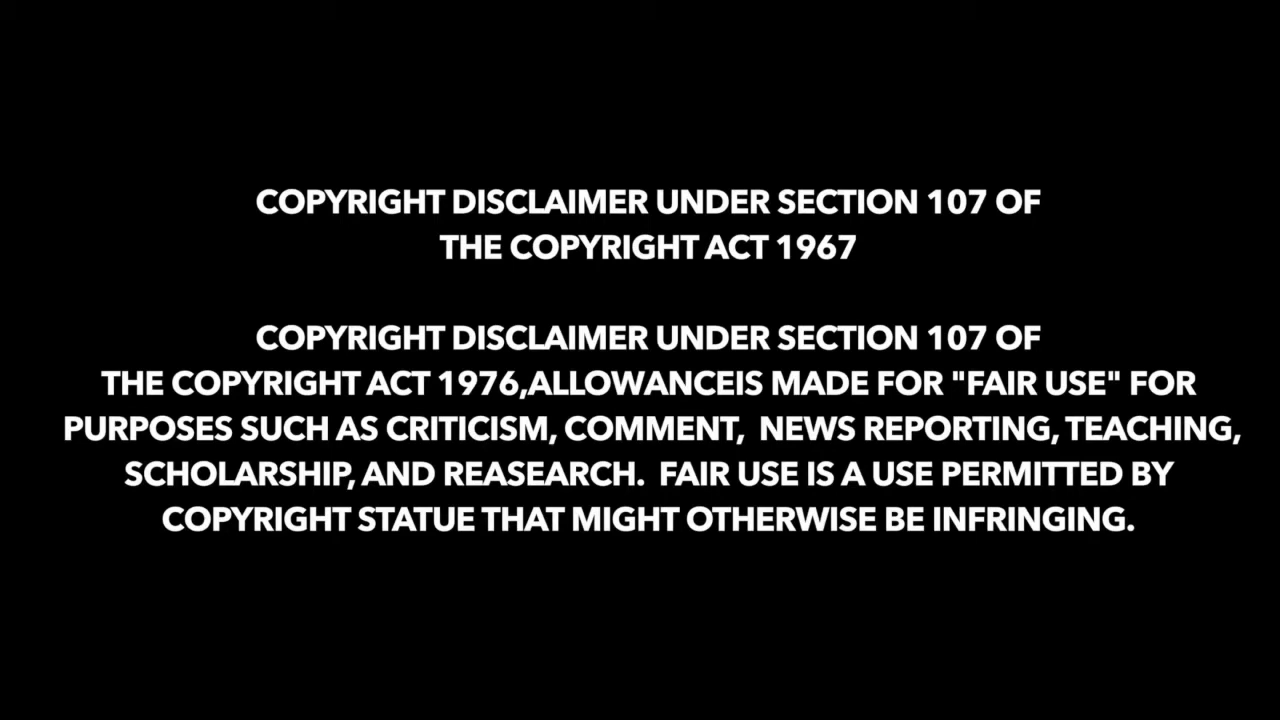 COPYRIGHT DISCLAIMER UNDER SECTION 107 OF
THE COPYRIGHT ACT 1967
COPYRIGHT DISCLAIMER UNDER SECTION 107 OF
THE COPYRIGHT ACT 1976,ALLOWANCEIS MADE FOR "FAIR USE" FOR
PURPOSES SUCH AS CRITICISM, COMMENT,  NEWS REPORTING, TEACHING,
SCHOLARSHIP, AND REASEARCH.  FAIR USE IS A USE PERMITTED BY
COPYRIGHT STATUE THAT MIGHT OTHERWISE BE INFRINGING.